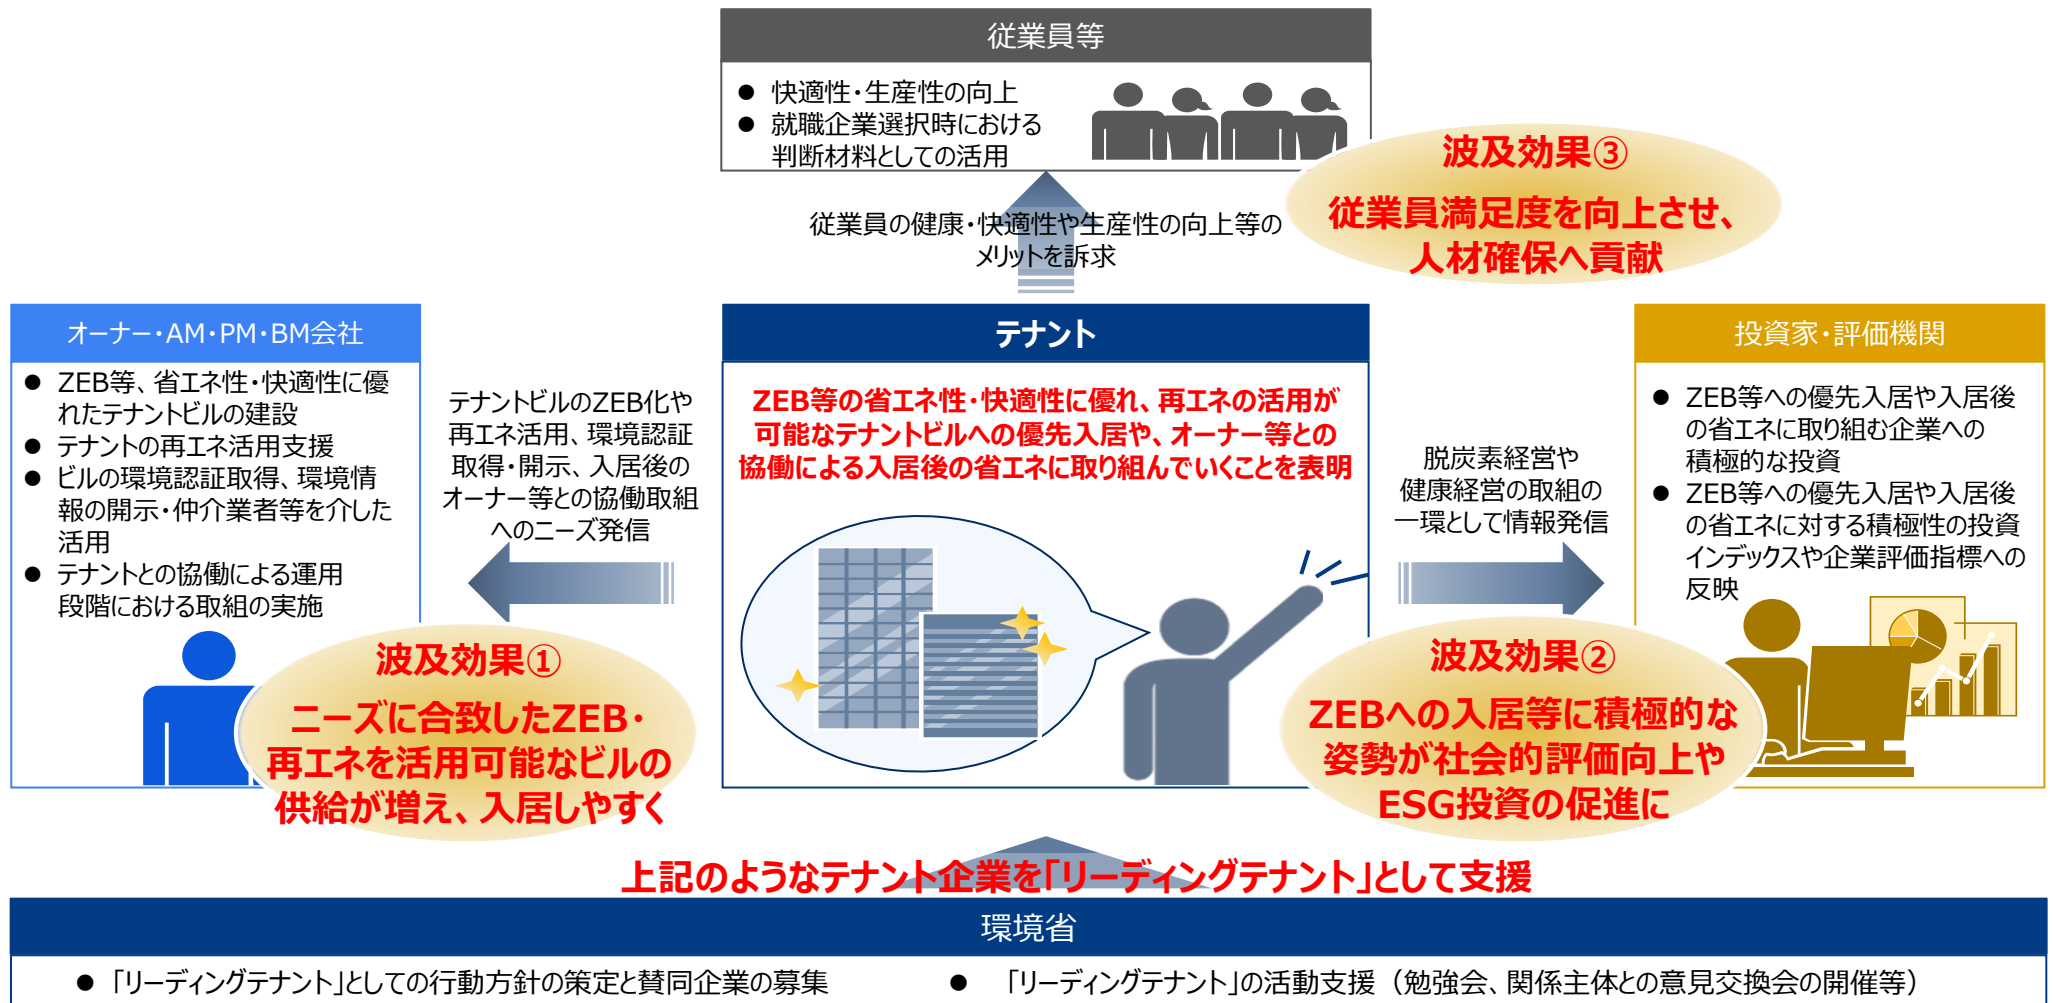 従業員等
● 快適性・生産性の向上
● 就職企業選択時における
判断材料としての活用
波及効果③
従業員満足度を向上させ、
人材確保へ貢献
従業員の健康・快適性や生産性の向上等の
メリットを訴求
オーナー・AM・PM・BM会社
● ZEB等、省エネ性・快適性に優
れたテナントビルの建設
● テナントの再エネ活用支援
● ビルの環境認証取得、環境情
報の開示・仲介業者等を介した
活用
● テナントとの協働による運用
段階における取組の実施
波及効果①
ニーズに合致したZEB・
再エネを活用可能なビルの
供給が増え、入居しやすく
テナントビルのZEB化や
再エネ活用、環境認証
取得・開示、入居後の
オーナー等との協働取組
へのニーズ発信
テナント
ZEB等の省エネ性・快適性に優れ、再エネの活用が
可能なテナントビルへの優先入居や、オーナー等との
協働による入居後の省エネに取り組んでいくことを表明
脱炭素経営や
健康経営の取組の
一環として情報発信
投資家・評価機関
● ZEB等への優先入居や入居後
の省エネに取り組む企業への
積極的な投資
● ZEB等への優先入居や入居後
の省エネに対する積極性の投資
インデックスや企業評価指標への
反映
波及効果②
ZEBへの入居等に積極的な
姿勢が社会的評価向上や
ESG投資の促進に
上記のようなテナント企業を「リーディングテナント」として支援
環境省
● 「リーディングテナント」としての行動方針の策定と賛同企業の募集
● 「リーディングテナント」の活動支援（勉強会、関係主体との意見交換会の開催等）